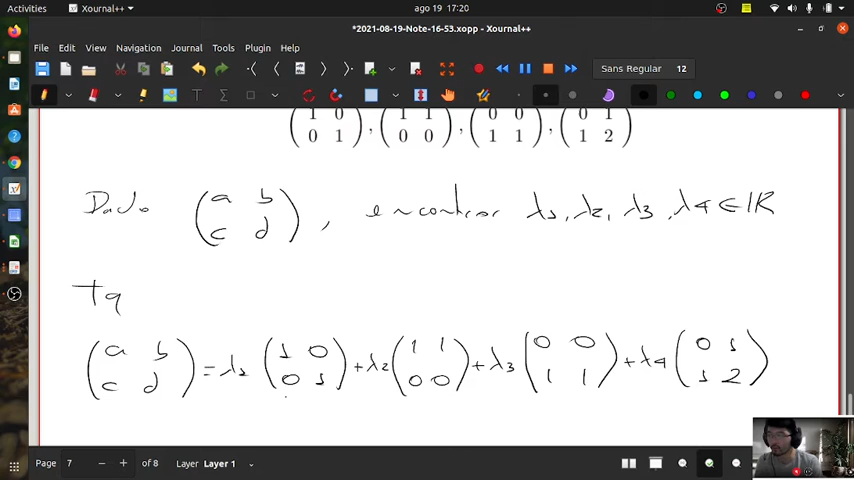 Activities Xournal++ ago 19 17:20
*2021-08-19-Note-16-53.xopp - Xournal++
File Edit View Navigation Journal Tools Plugin Help
Sans Regular 12
( 1 0 ) , ( 1 1 ) , ( 0 0 ) , ( 0 1 )
( 0 1 ) ( 0 0 ) ( 1 1 ) ( 1 2 )
Dado ( a b ) , encontrar λ1, λ2, λ3, λ4 ∈ IR
( c d )
Tq
( a b ) = λ1 ( 1 0 ) + λ2 ( 1 1 ) + λ3 ( 0 0 ) + λ4 ( 0 1 )
( c d ) ( 0 1 ) ( 0 0 ) ( 1 1 ) ( 1 2 )
Page 7 of 8 Layer Layer 1